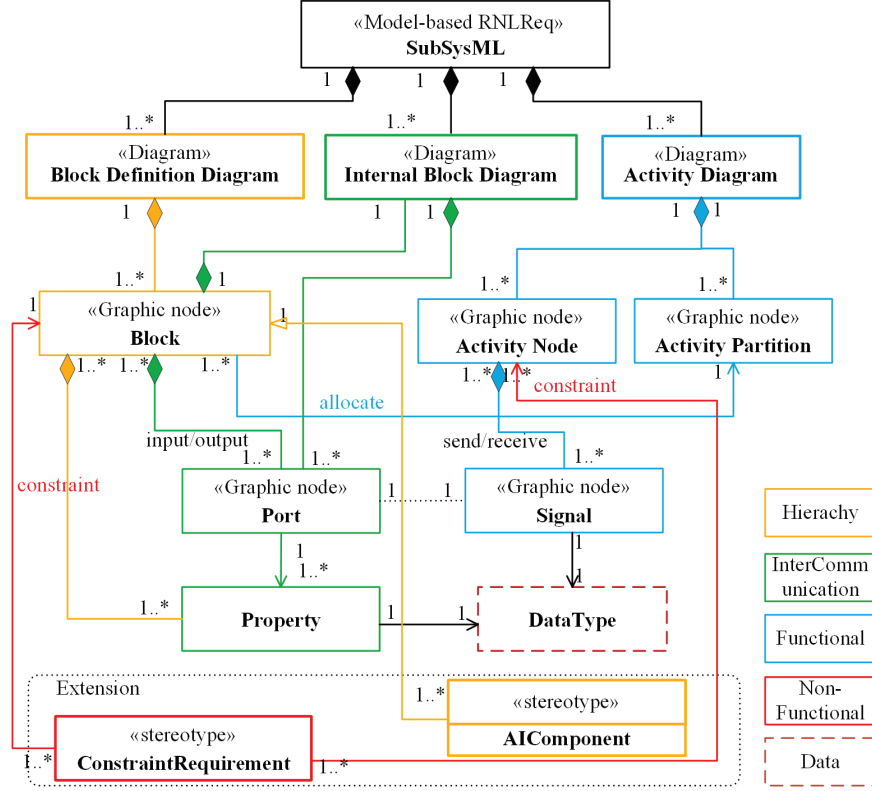 «Model-based RNLReq»
SubSysML
1
1
1
1..*
1..*
1..*
«Diagram»
Block Definition Diagram
«Diagram»
Internal Block Diagram
«Diagram»
Activity Diagram
1
1
1
1
1
1..*
1
1..*
1..*
1
«Graphic node»
Block
1
«Graphic node»
Activity Node
«Graphic node»
Activity Partition
1..*
1..*
1..*
1..*
1..*
1
constraint
allocate
input/output
send/receive
1..*
1..*
1..*
constraint
«Graphic node»
Port
1
1
«Graphic node»
Signal
Hierachy
1
1..*
1
1
InterComm
unication
1..*
Property
1
1
DataType
Functional
Extension
1..*
«stereotype»
AIComponent
«stereotype»
ConstraintRequirement
1..*
1..*
Non-
Functional
Data